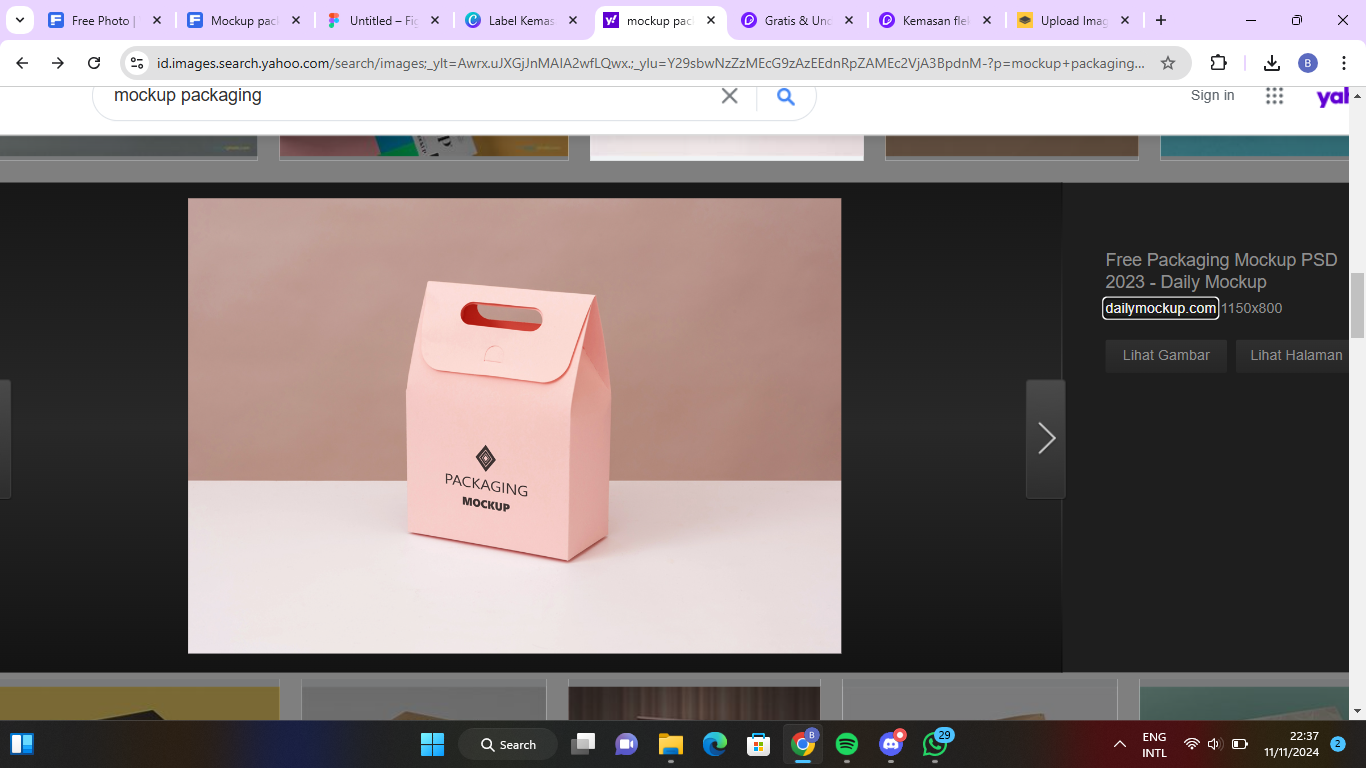 Free Photo |
Mockup pac
Untitled – Fig
Label Kemas
mockup pac
Gratis & Unc
Kemasan flek
Upload Imag
id.images.search.yahoo.com/search/images;_ylt=Awrx.uJXGjJnMAIA2wfLQwx.;_ylu=Y29sbwNzZzMEcG9zAzEEdnRpZAMEc2VjA3BpdnM-?p=mockup+packaging...
B
mockup packaging
Sign in
yah
Free Packaging Mockup PSD
2023 - Daily Mockup
dailymockup.com 1150x800
Lihat Gambar
Lihat Halaman
PACKAGING
MOCKUP
Search
B
29
ENG
INTL
22:37
11/11/2024
2